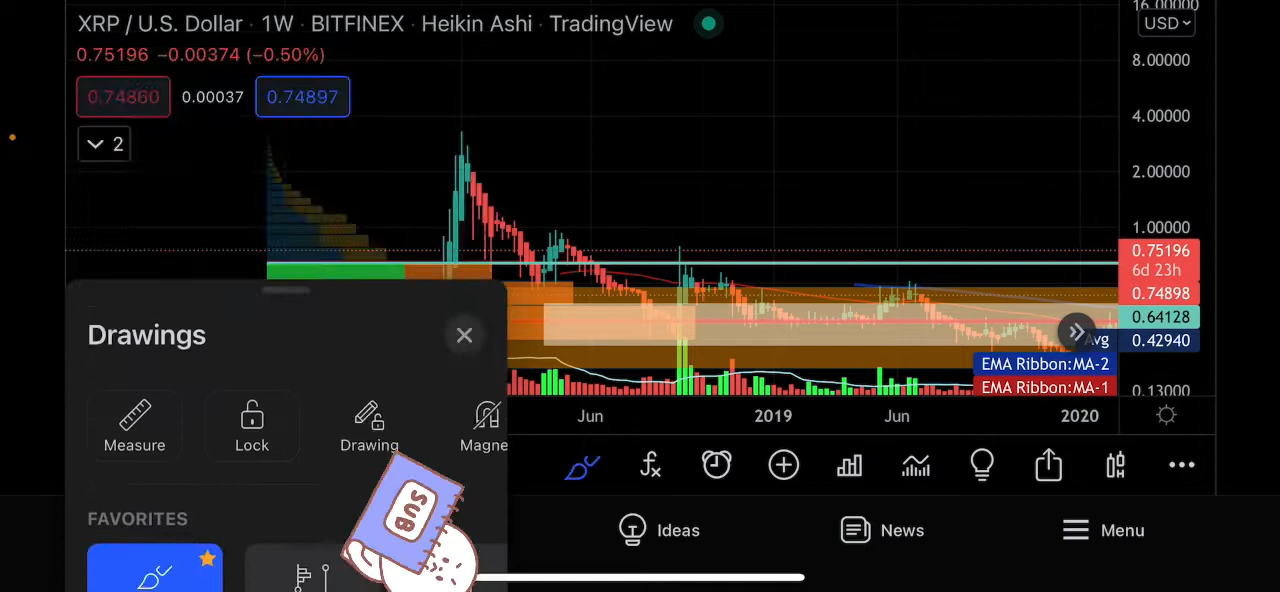 XRP / U.S. Dollar · 1W · BITFINEX · Heikin Ashi · TradingView
16.00000
USD
0.75196 −0.00374 (−0.50%)
8.00000
0.74860 0.00037 0.74897
4.00000
2
2.00000
1.00000
0.75196
6d 23h
0.74898
0.64128
Avg 0.42940
EMA Ribbon:MA-2
EMA Ribbon:MA-1
0.13000
Jun 2019 Jun 2020
Drawings
Measure Lock Drawing Magne
FAVORITES
SUB
Ideas News Menu